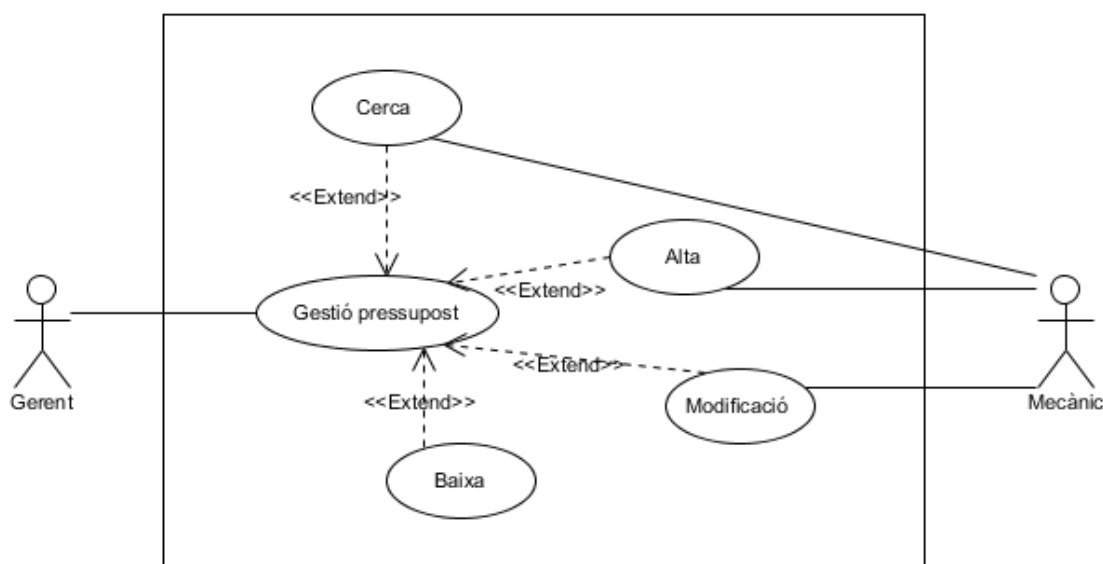 Cerca
<<Extend>>
Alta
<<Extend>>
Gestió pressupost
<<Extend>>
Modificació
<<Extend>>
Baixa
Gerent
Mecànic